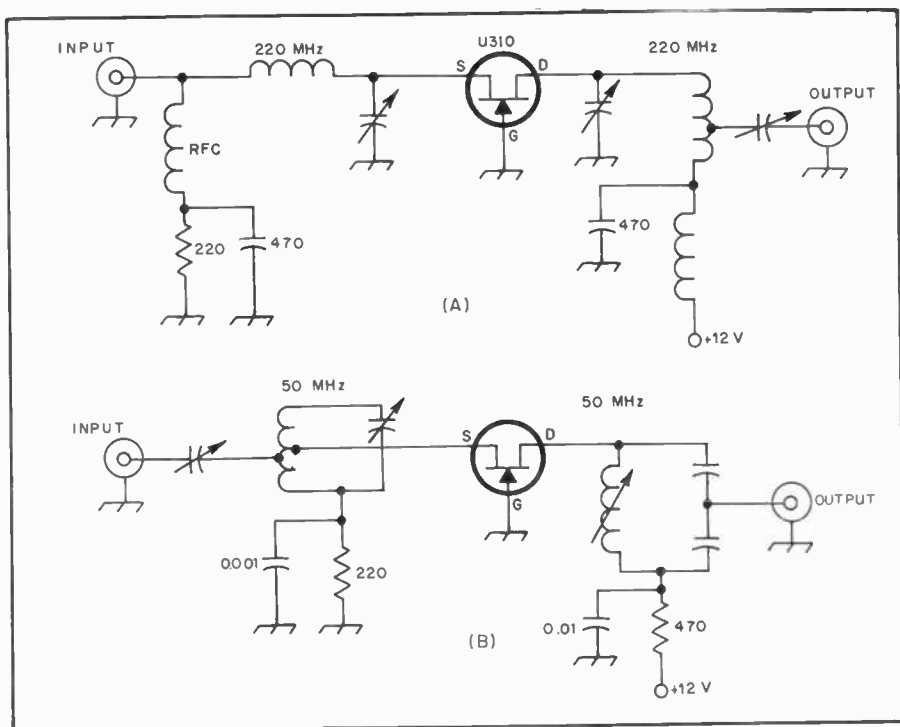 INPUT
220 MHz
U310
S
D
G
220 MHz
OUTPUT
RFC
220
470
470
+12 V
(A)
50 MHz
INPUT
S
D
G
50 MHz
OUTPUT
0.001
220
0.01
470
+12 V
(B)